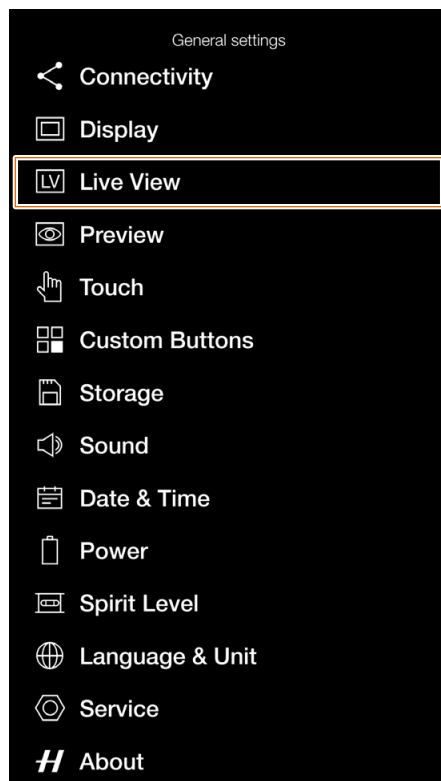 General settings
Connectivity
Display
LV Live View
Preview
Touch
Custom Buttons
Storage
Sound
Date & Time
Power
Spirit Level
Language & Unit
Service
H About